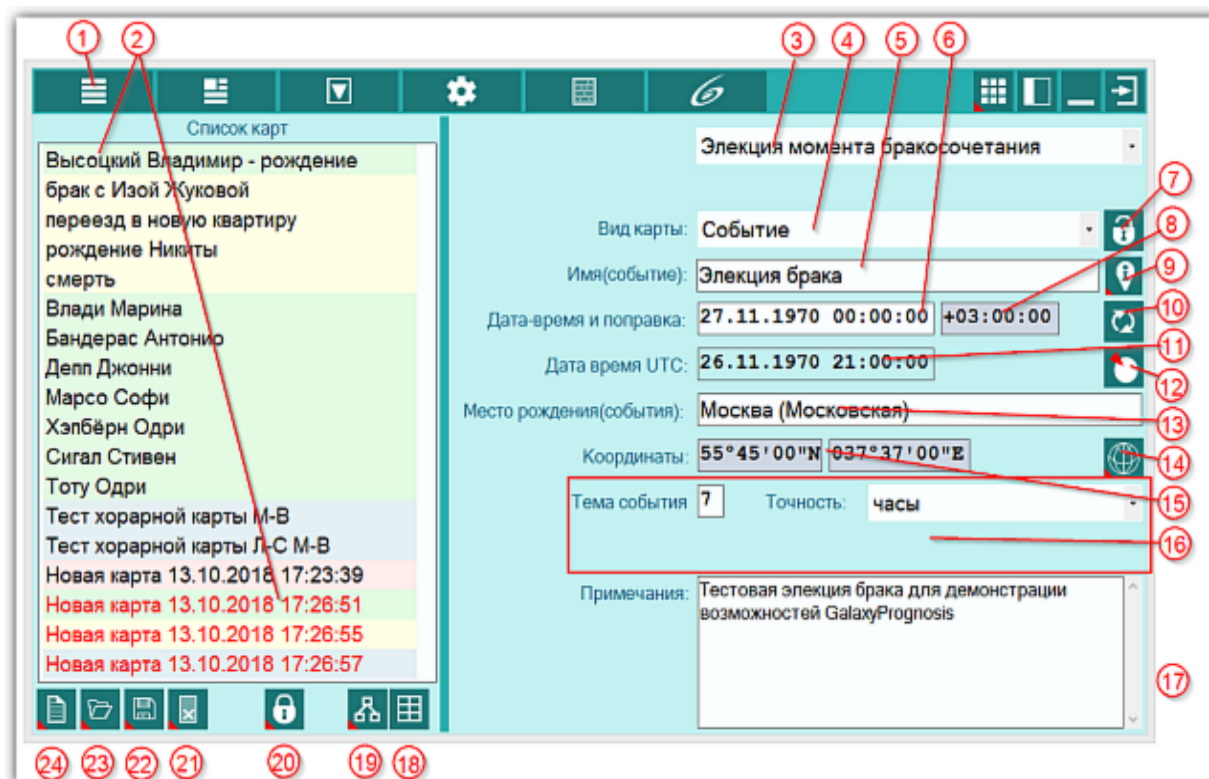 1
2
3
4
5
6
Список карт
Высоцкий Владимир - рождение
брак с Изой Жуковой
переезд в новую квартиру
рождение Никиты
смерть
Влади Марина
Бандерас Антонио
Депп Джонни
Марсо Софи
Хэпбёрн Одри
Сигал Стивен
Тоту Одри
Тест хорарной карты М-В
Тест хорарной карты Л-С М-В
Новая карта 13.10.2018 17:23:39
Новая карта 13.10.2018 17:26:51
Новая карта 13.10.2018 17:26:55
Новая карта 13.10.2018 17:26:57
Элекция момента бракосочетания
Вид карты: Событие
Имя(событие): Элекция брака
Дата-время и поправка: 27.11.1970 00:00:00 +03:00:00
Дата время UTC: 26.11.1970 21:00:00
Место рождения(события): Москва (Московская)
Координаты: 55°45'00"N 037°37'00"E
Тема события 7 Точность: часы
Примечания: Тестовая элекция брака для демонстрации
возможностей GalaxyPrognosis
7
8
9
10
11
12
13
14
15
16
17
24
23
22
21
20
19
18